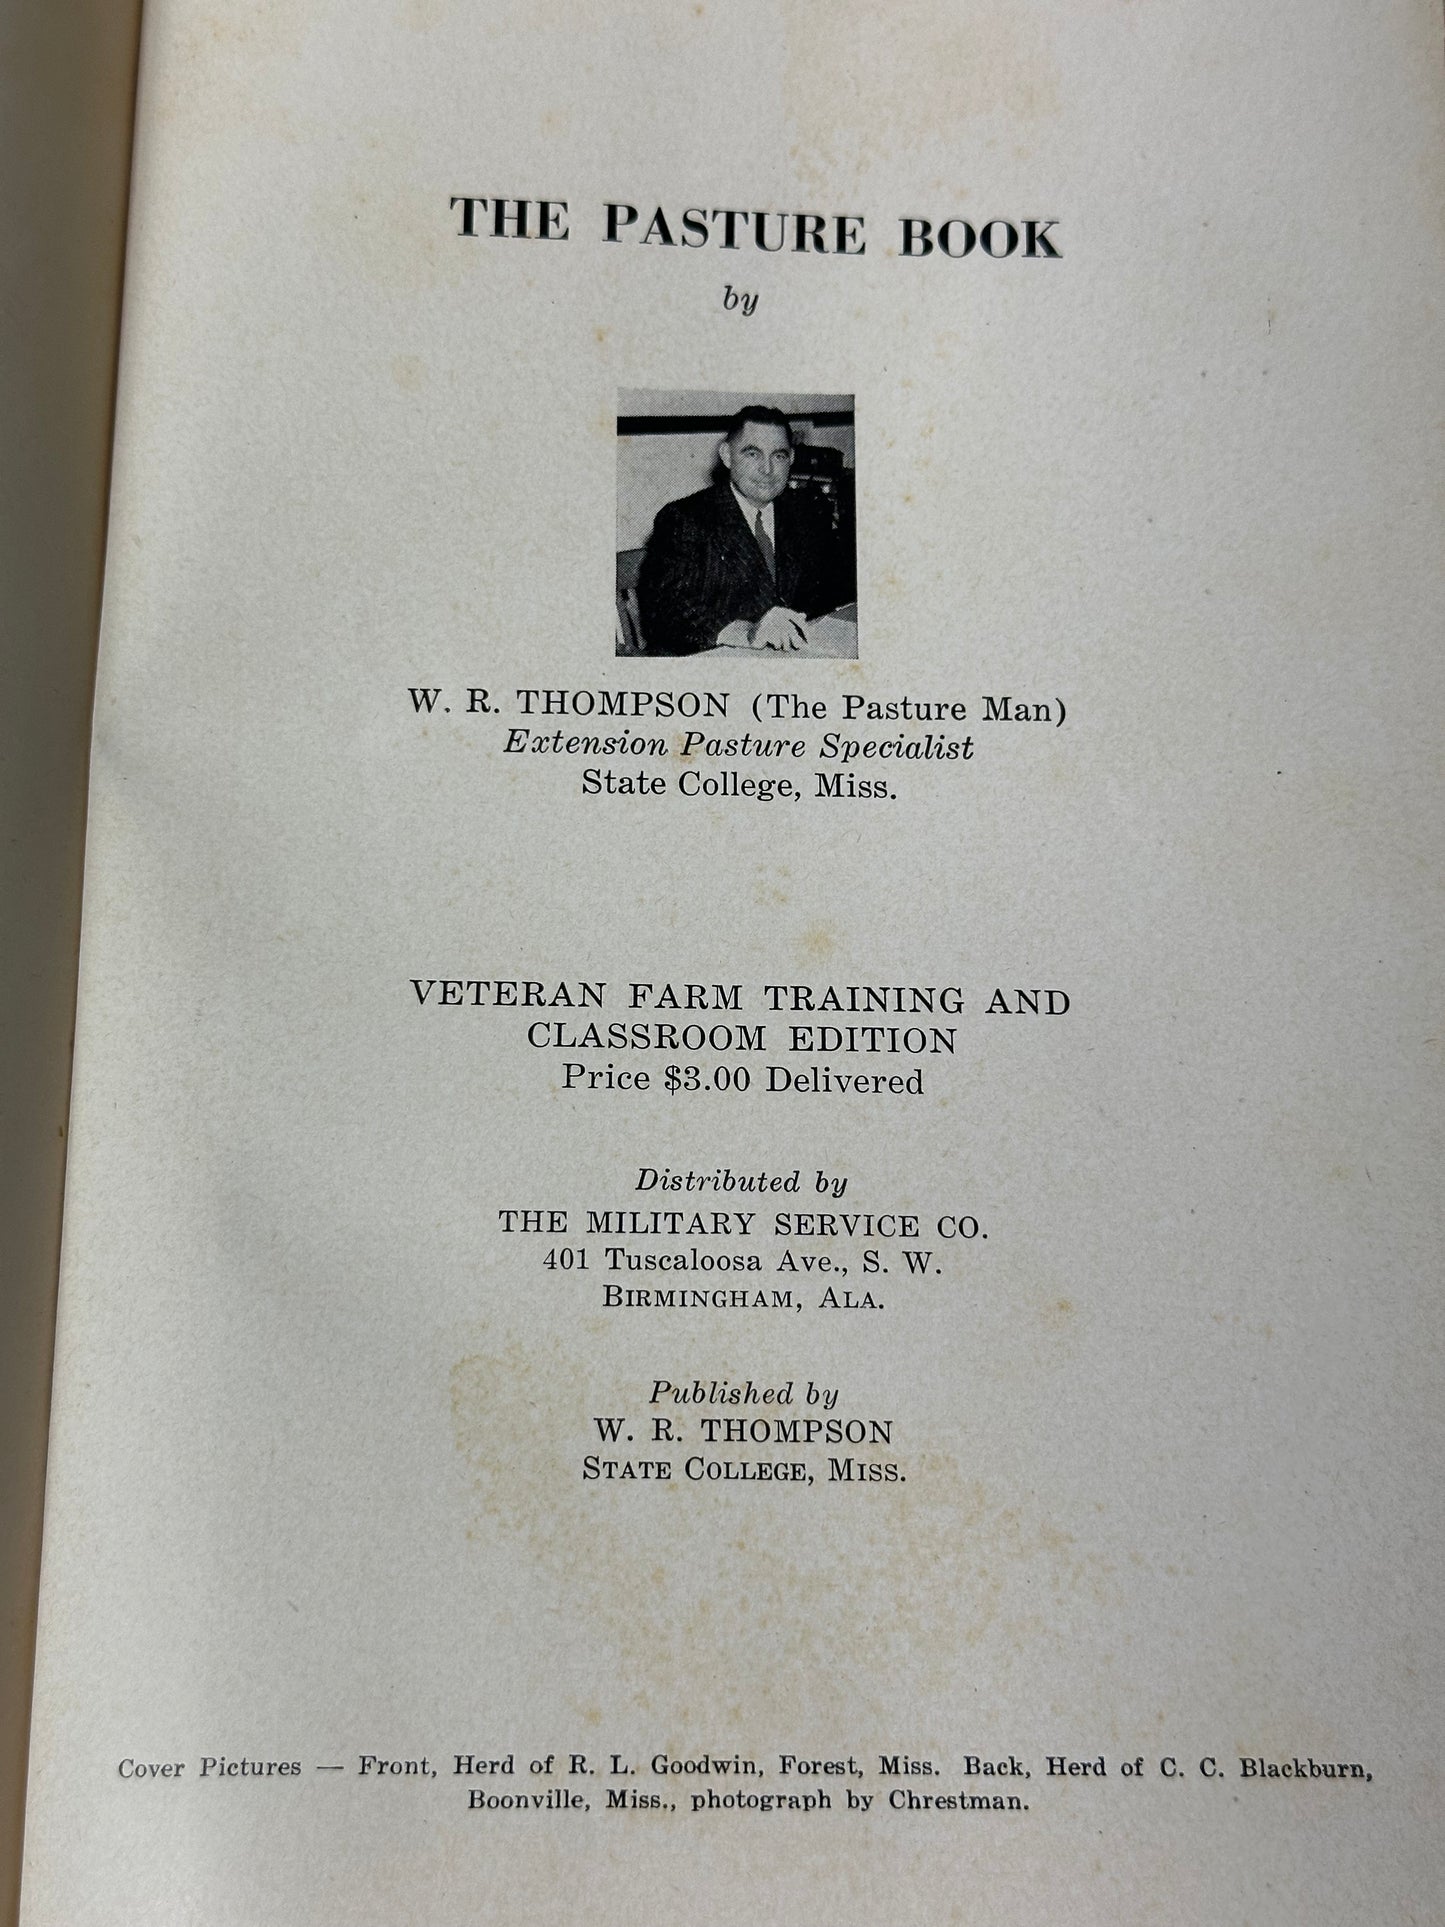 THE PASTURE BOOK
by
W. R. THOMPSON (The Pasture Man)
Extension Pasture Specialist
State College, Miss.
VETERAN FARM TRAINING AND
CLASSROOM EDITION
Price $3.00 Delivered
Distributed by
THE MILITARY SERVICE CO.
401 Tuscaloosa Ave., S. W.
BIRMINGHAM, ALA.
Published by
W. R. THOMPSON
STATE COLLEGE, MISS.
Cover Pictures — Front, Herd of R. L. Goodwin, Forest, Miss. Back, Herd of C. C. Blackburn,
Boonville, Miss., photograph by Chrestman.